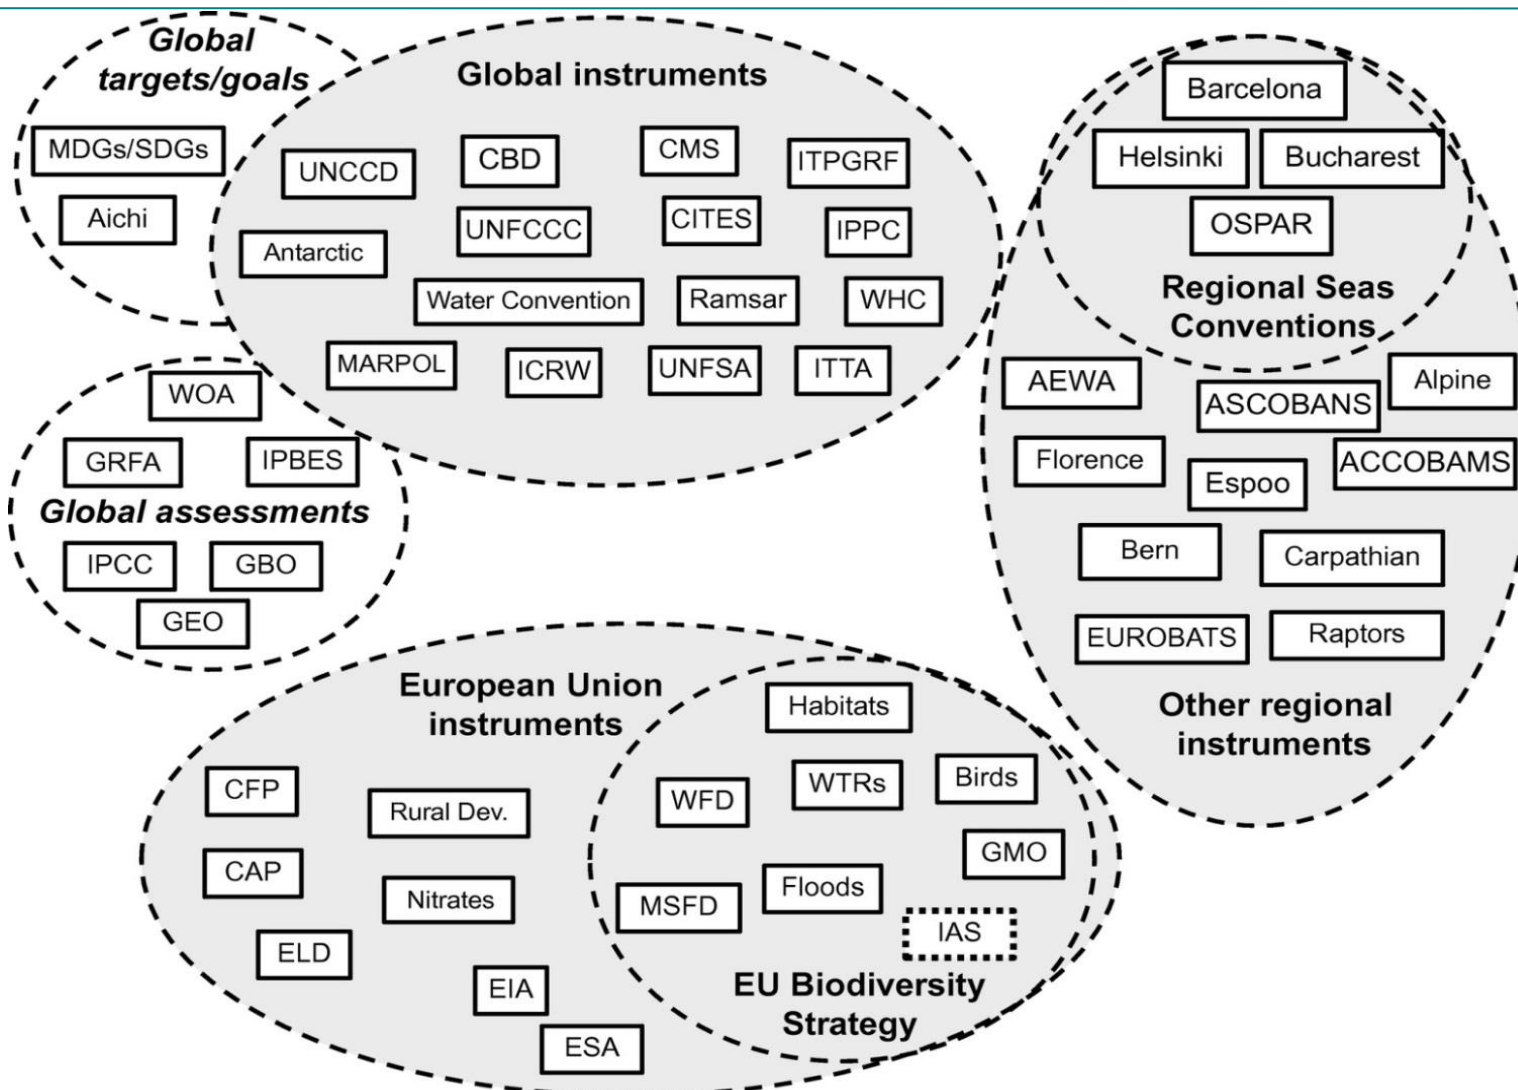 Global
targets/goals
MDGs/SDGs
Aichi
Global instruments
UNCCD
CBD
CMS
ITPGRF
UNFCCC
CITES
IPPC
Antarctic
Water Convention
Ramsar
WHC
MARPOL
ICRW
UNFSA
ITTA
Barcelona
Helsinki
Bucharest
OSPAR
Regional Seas
Conventions
AEWA
ASCOBANS
Alpine
Florence
Espoo
ACCOBAMS
Bern
Carpathian
EUROBATS
Raptors
Other regional
instruments
WOA
GRFA
IPBES
Global assessments
IPCC
GBO
GEO
European Union
instruments
CFP
Rural Dev.
CAP
Nitrates
ELD
EIA
ESA
Habitats
WFD
WTRs
Birds
GMO
MSFD
Floods
IAS
EU Biodiversity
Strategy